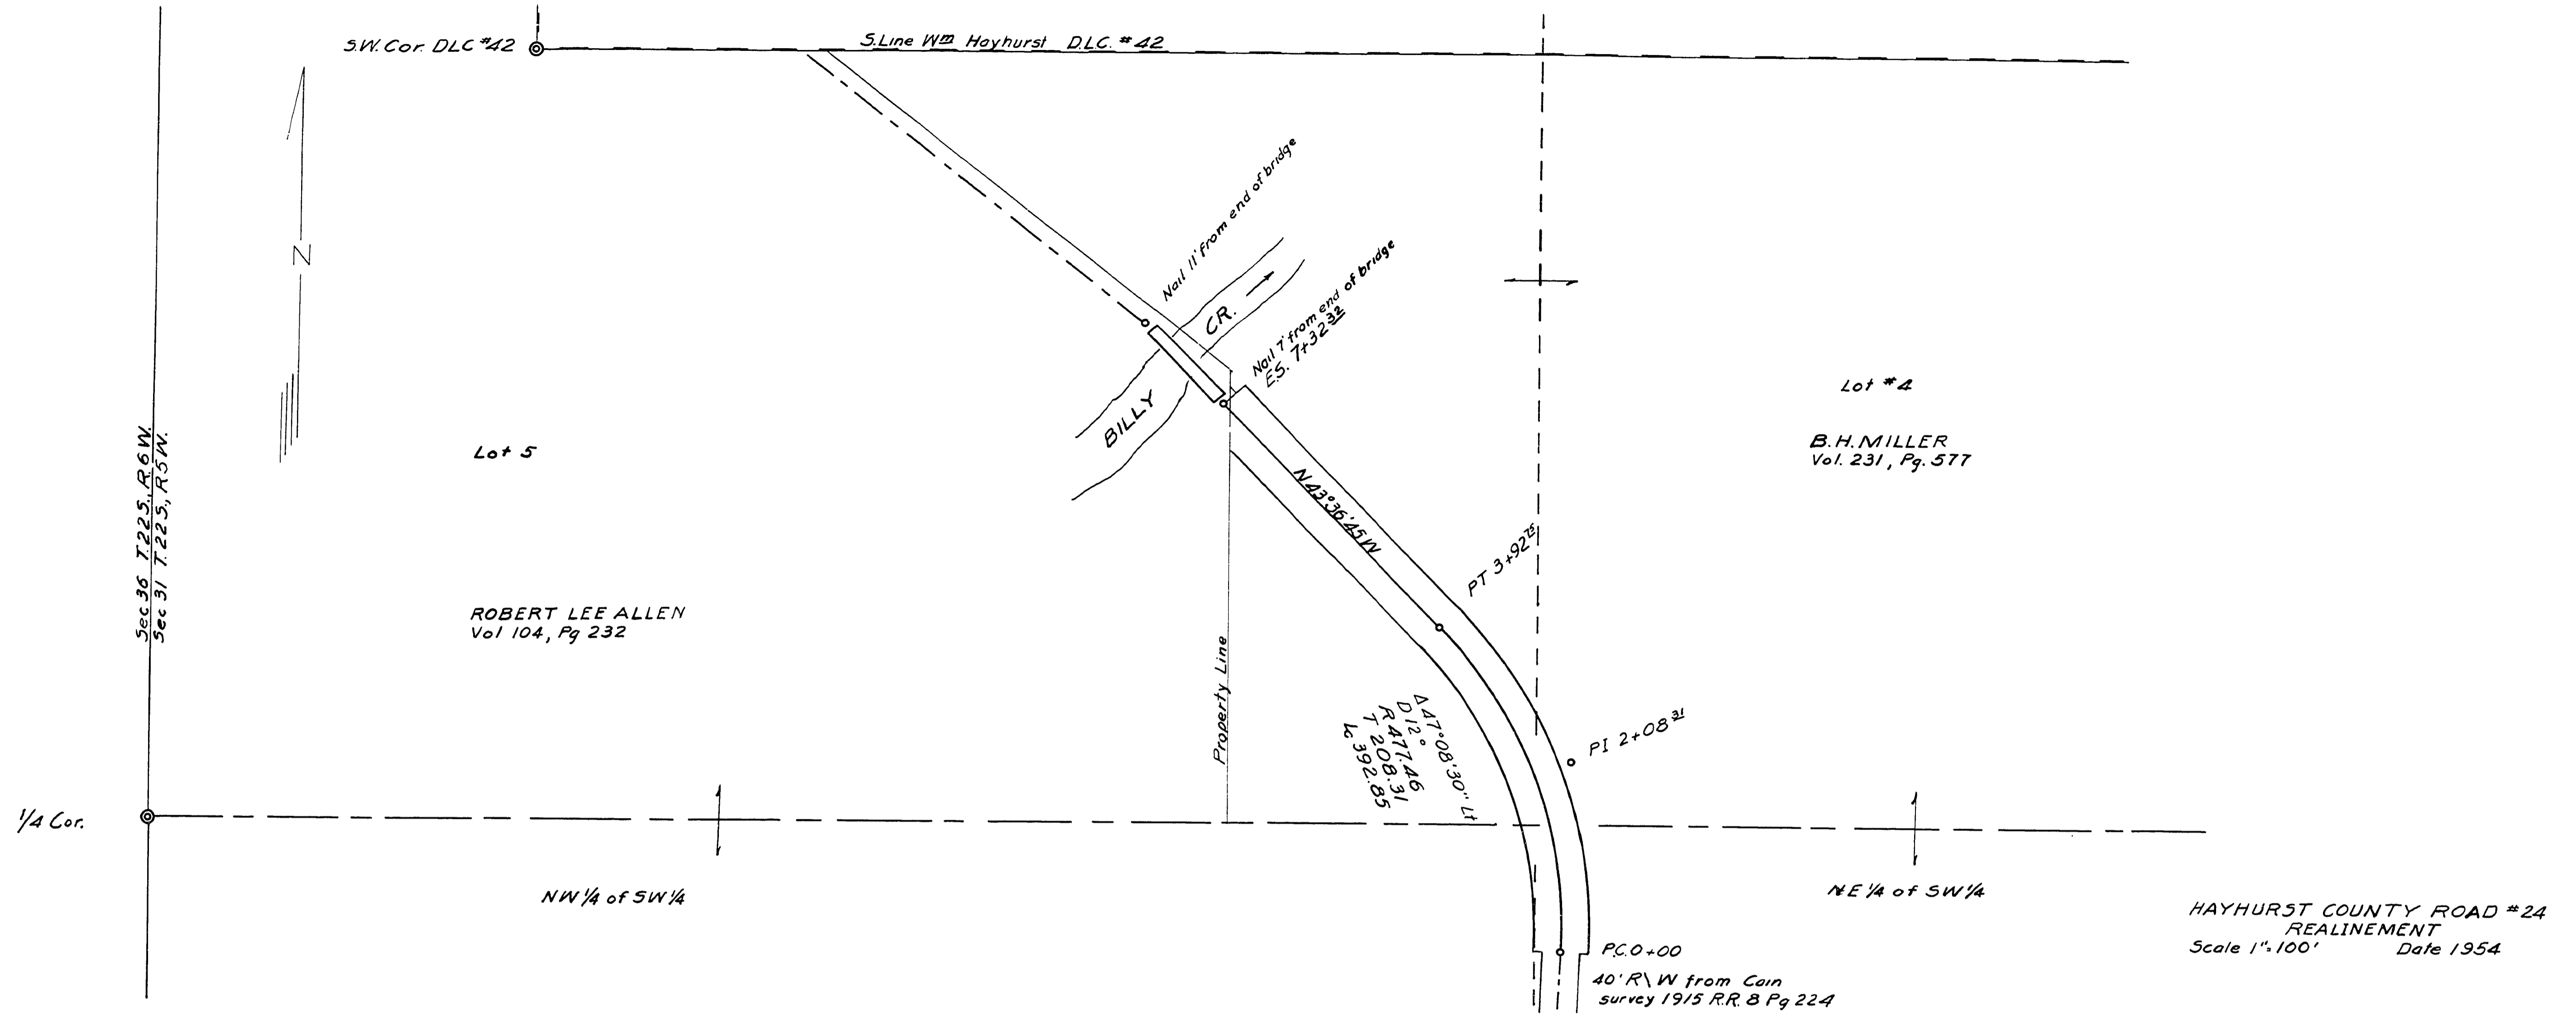 S.W. Cor. DLC #42
S.Line Wm Hayhurst D.L.C. #42
N
Nail 11' from end of bridge
Nail 7' from end of bridge
E.S. 7+32 32
CR.
BILLY
Lot #4
B.H. MILLER
Vol. 231, Pg. 577
Lot 5
Sec 36 T.22S., R.6W.
Sec 31 T.22S., R5W.
N43°36'45W
PT 3+92 75
ROBERT LEE ALLEN
Vol 104, Pg 232
Property Line
Δ 47°08'30" Lt
D 12°
R 477.46
T 208.31
Lc 392.85
PI 2+08 31
1/4 Cor.
NW 1/4 of SW 1/4
NE 1/4 of SW 1/4
HAYHURST COUNTY ROAD #24
REALINEMENT
Scale 1"=100' Date 1954
P.C. 0+00
40' R\W from Cain
survey 1915 R.R. 8 Pg 224